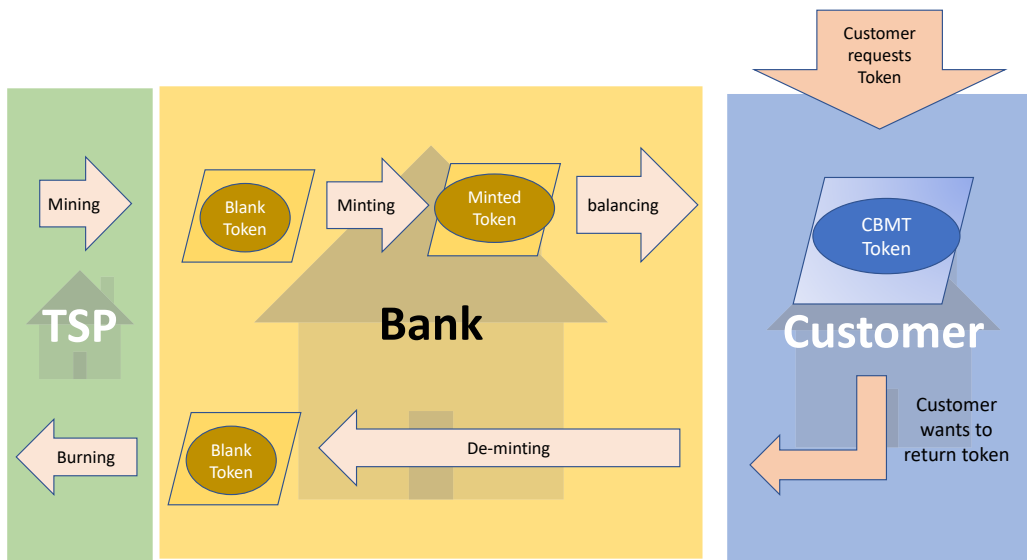 Customer
requests
Token
Mining
Blank
Token
Minting
Minted
Token
balancing
CBMT
Token
TSP
Bank
Customer
Burning
Blank
Token
De-minting
Customer
wants to
return token